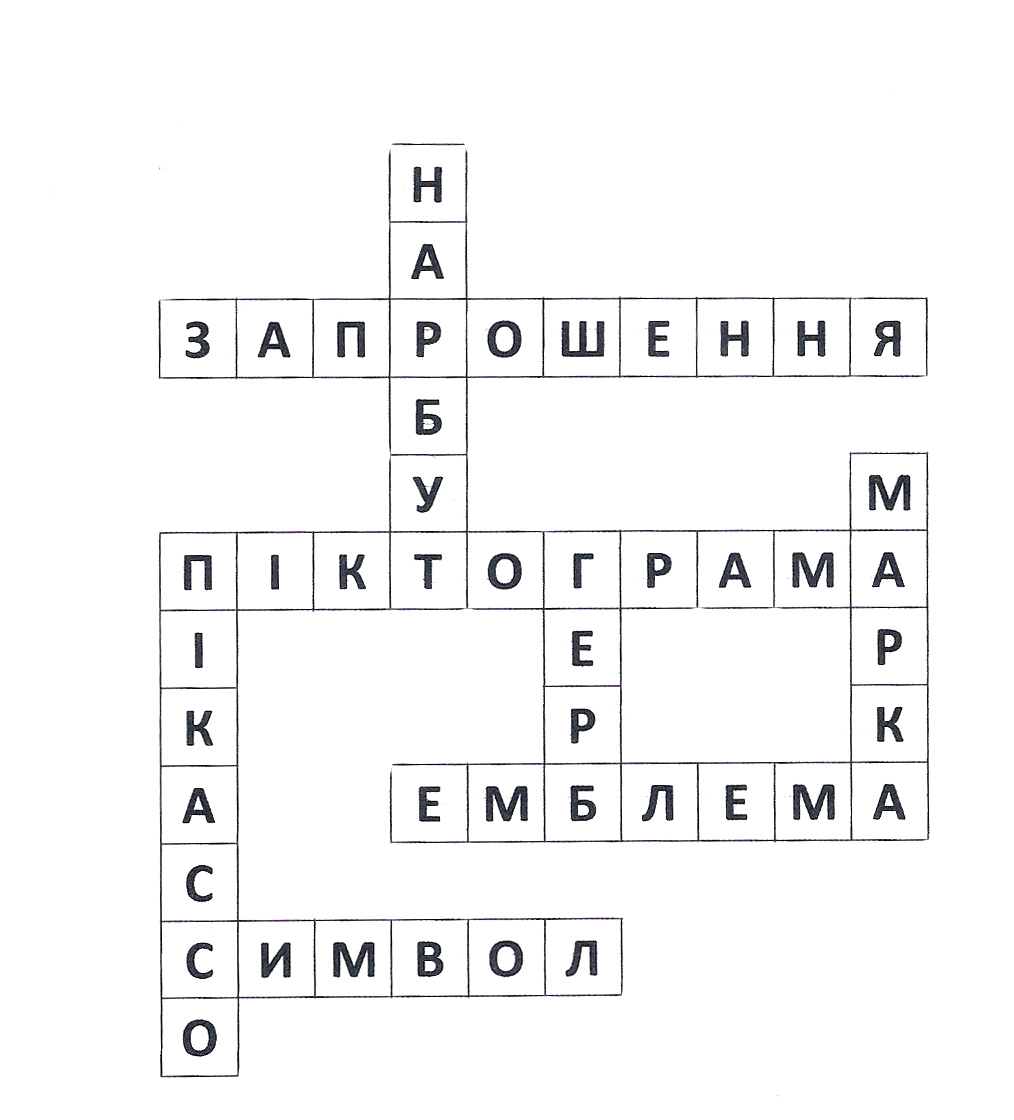 Н
А
ЗАПРОШЕННЯ
Б
У М
ПІКТОГРАМА
І Е Р
К Р К
А ЕМБЛЕМА
С
СИМВОЛ
О